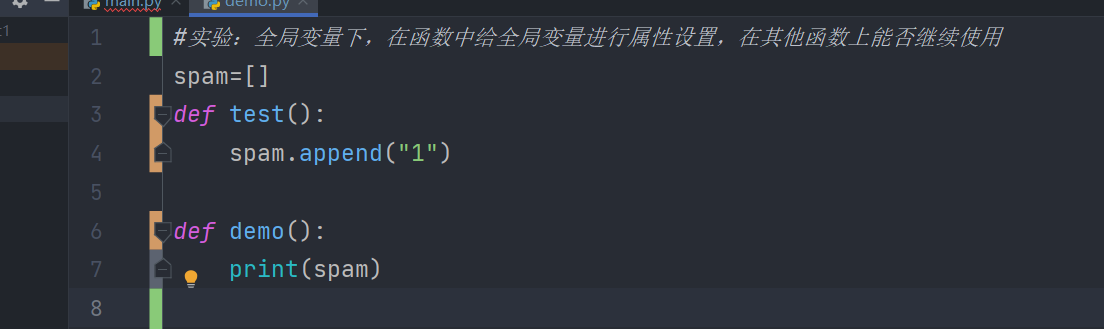 t1
main.py
demo.py
1 #实验：全局变量下，在函数中给全局变量进行属性设置，在其他函数上能否继续使用
2 spam=[]
3 def test():
4     spam.append("1")
5
6 def demo():
7     print(spam)
8